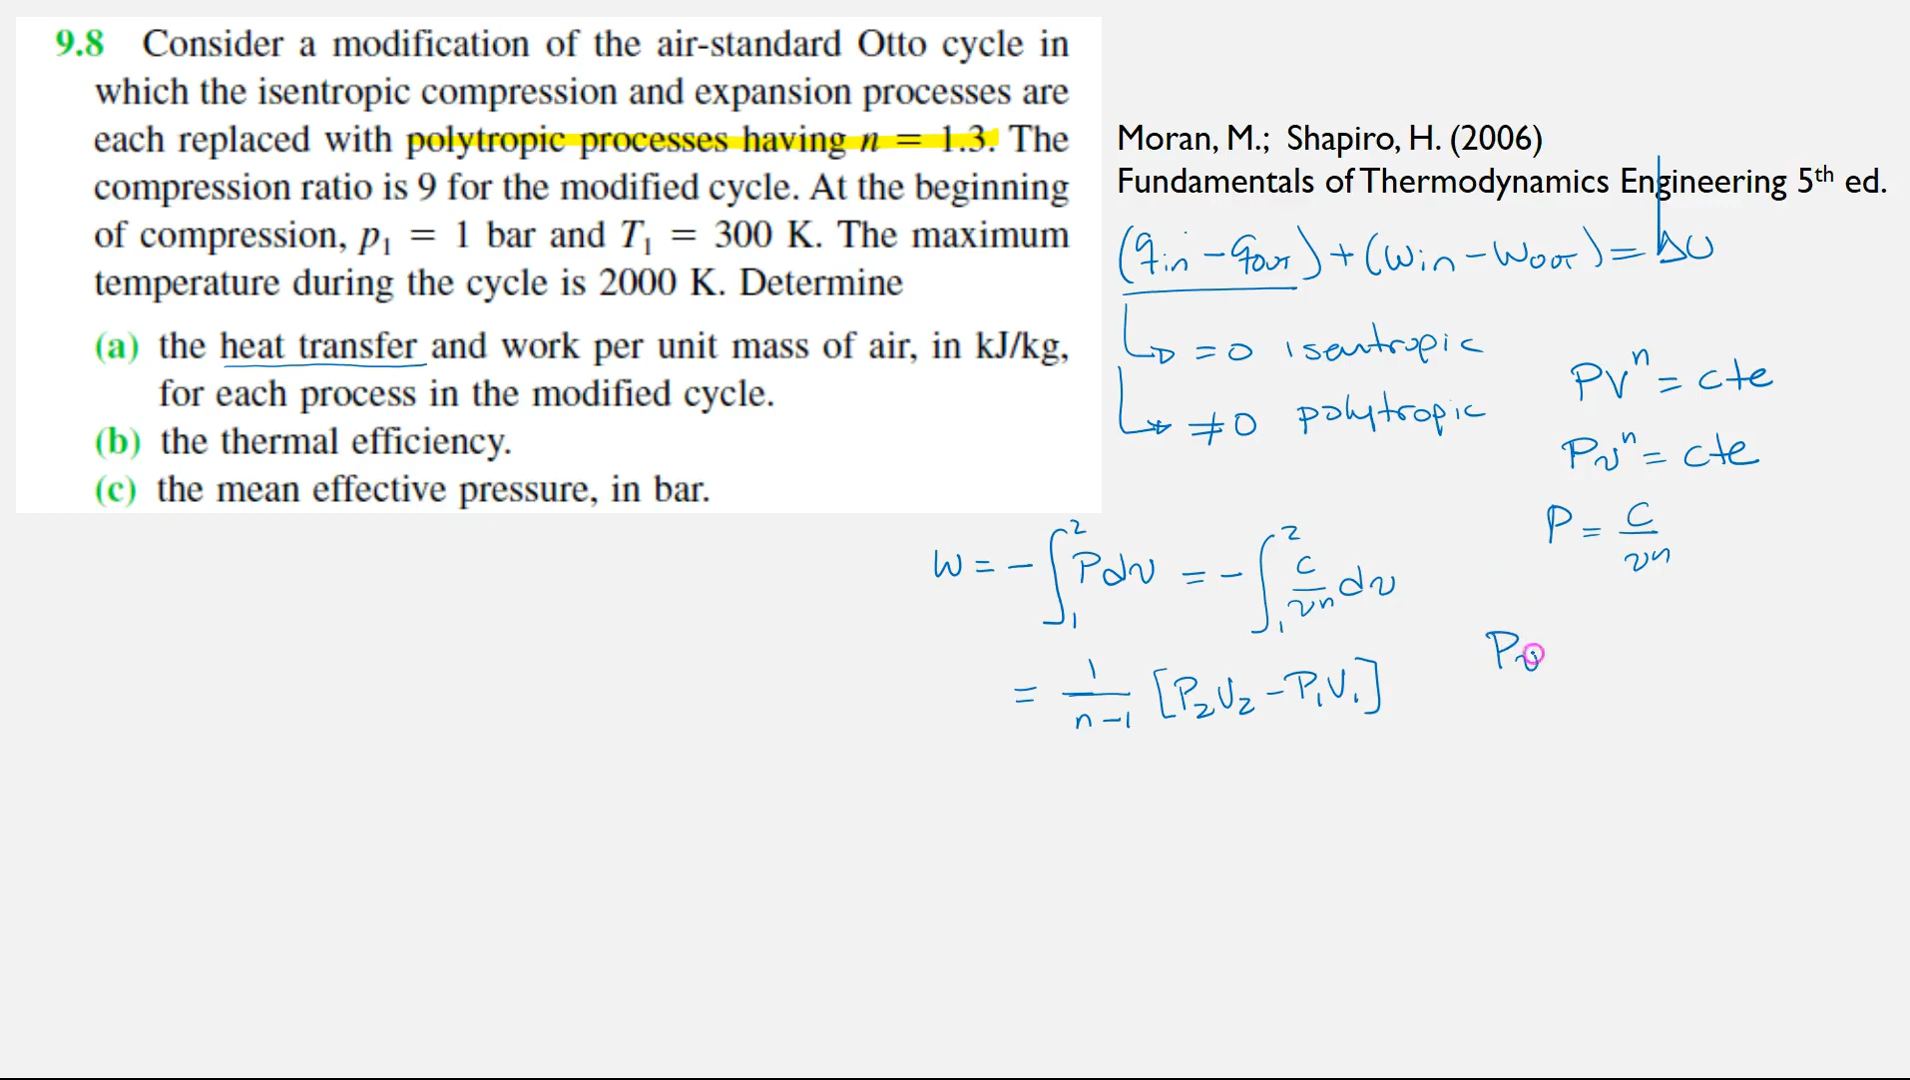 9.8 Consider a modification of the air-standard Otto cycle in
which the isentropic compression and expansion processes are
each replaced with polytropic processes having n = 1.3. The
compression ratio is 9 for the modified cycle. At the beginning
of compression, p₁ = 1 bar and T₁ = 300 K. The maximum
temperature during the cycle is 2000 K. Determine
(a) the heat transfer and work per unit mass of air, in kJ/kg,
for each process in the modified cycle.
(b) the thermal efficiency.
(c) the mean effective pressure, in bar.
Moran, M.; Shapiro, H. (2006)
Fundamentals of Thermodynamics Engineering 5th ed.
(qin - qout) + (win - wout) = ΔU
= 0 isentropic
≠ 0 polytropic
PVⁿ = cte
Pvⁿ = cte
P = C/vⁿ
W = - ∫₁² Pdv = - ∫₁² C/vⁿ dv
= 1/(n-1) [P₂V₂ - P₁V₁]
Pv